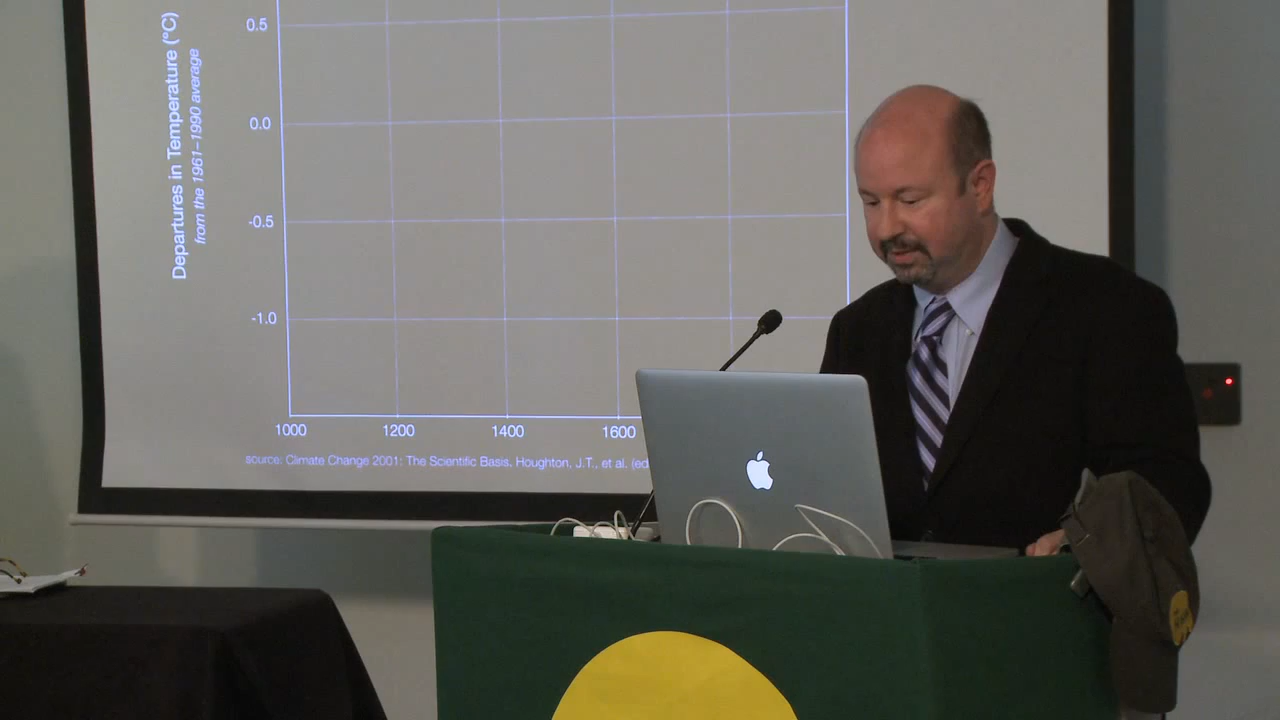 Departures in Temperature (°C)
from the 1961–1990 average
0.5
0.0
-0.5
-1.0
1000 1200 1400 1600
source: Climate Change 2001: The Scientific Basis, Houghton, J.T., et al. (ed